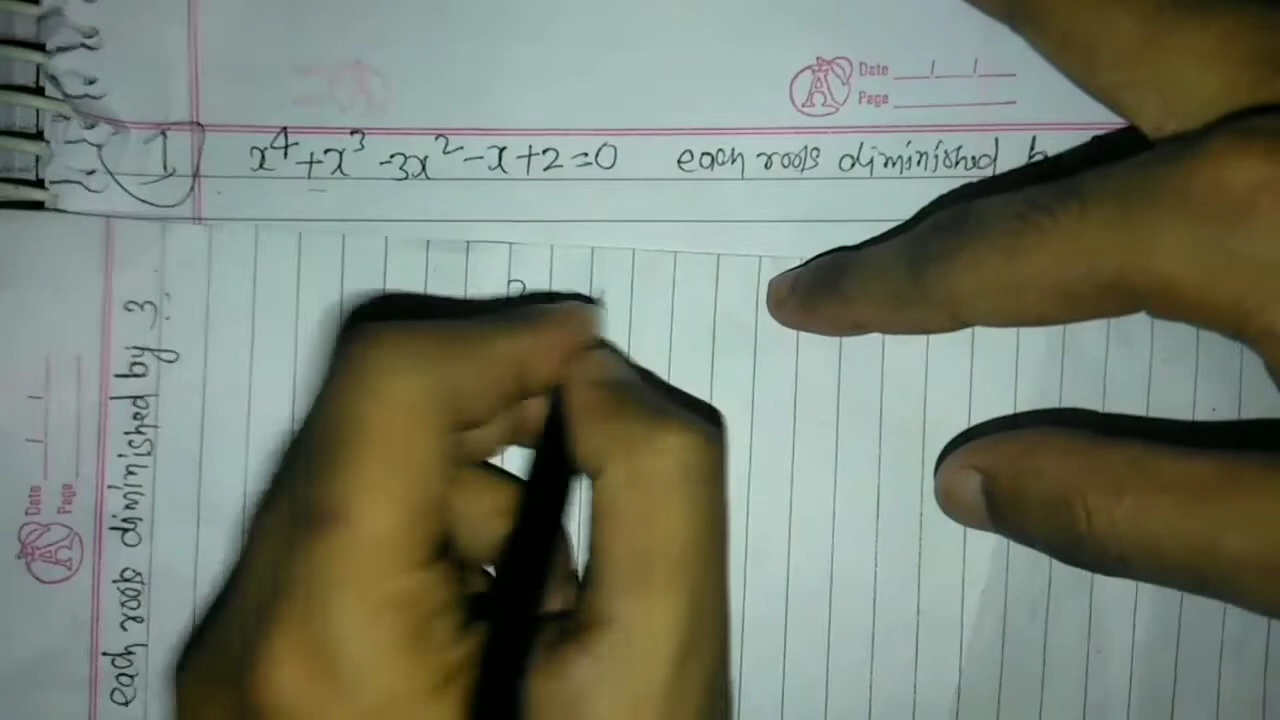 Date
Page
1 x⁴+x³-3x²-x+2=0 each roots diminished
each roots diminished by 3
Date
Page